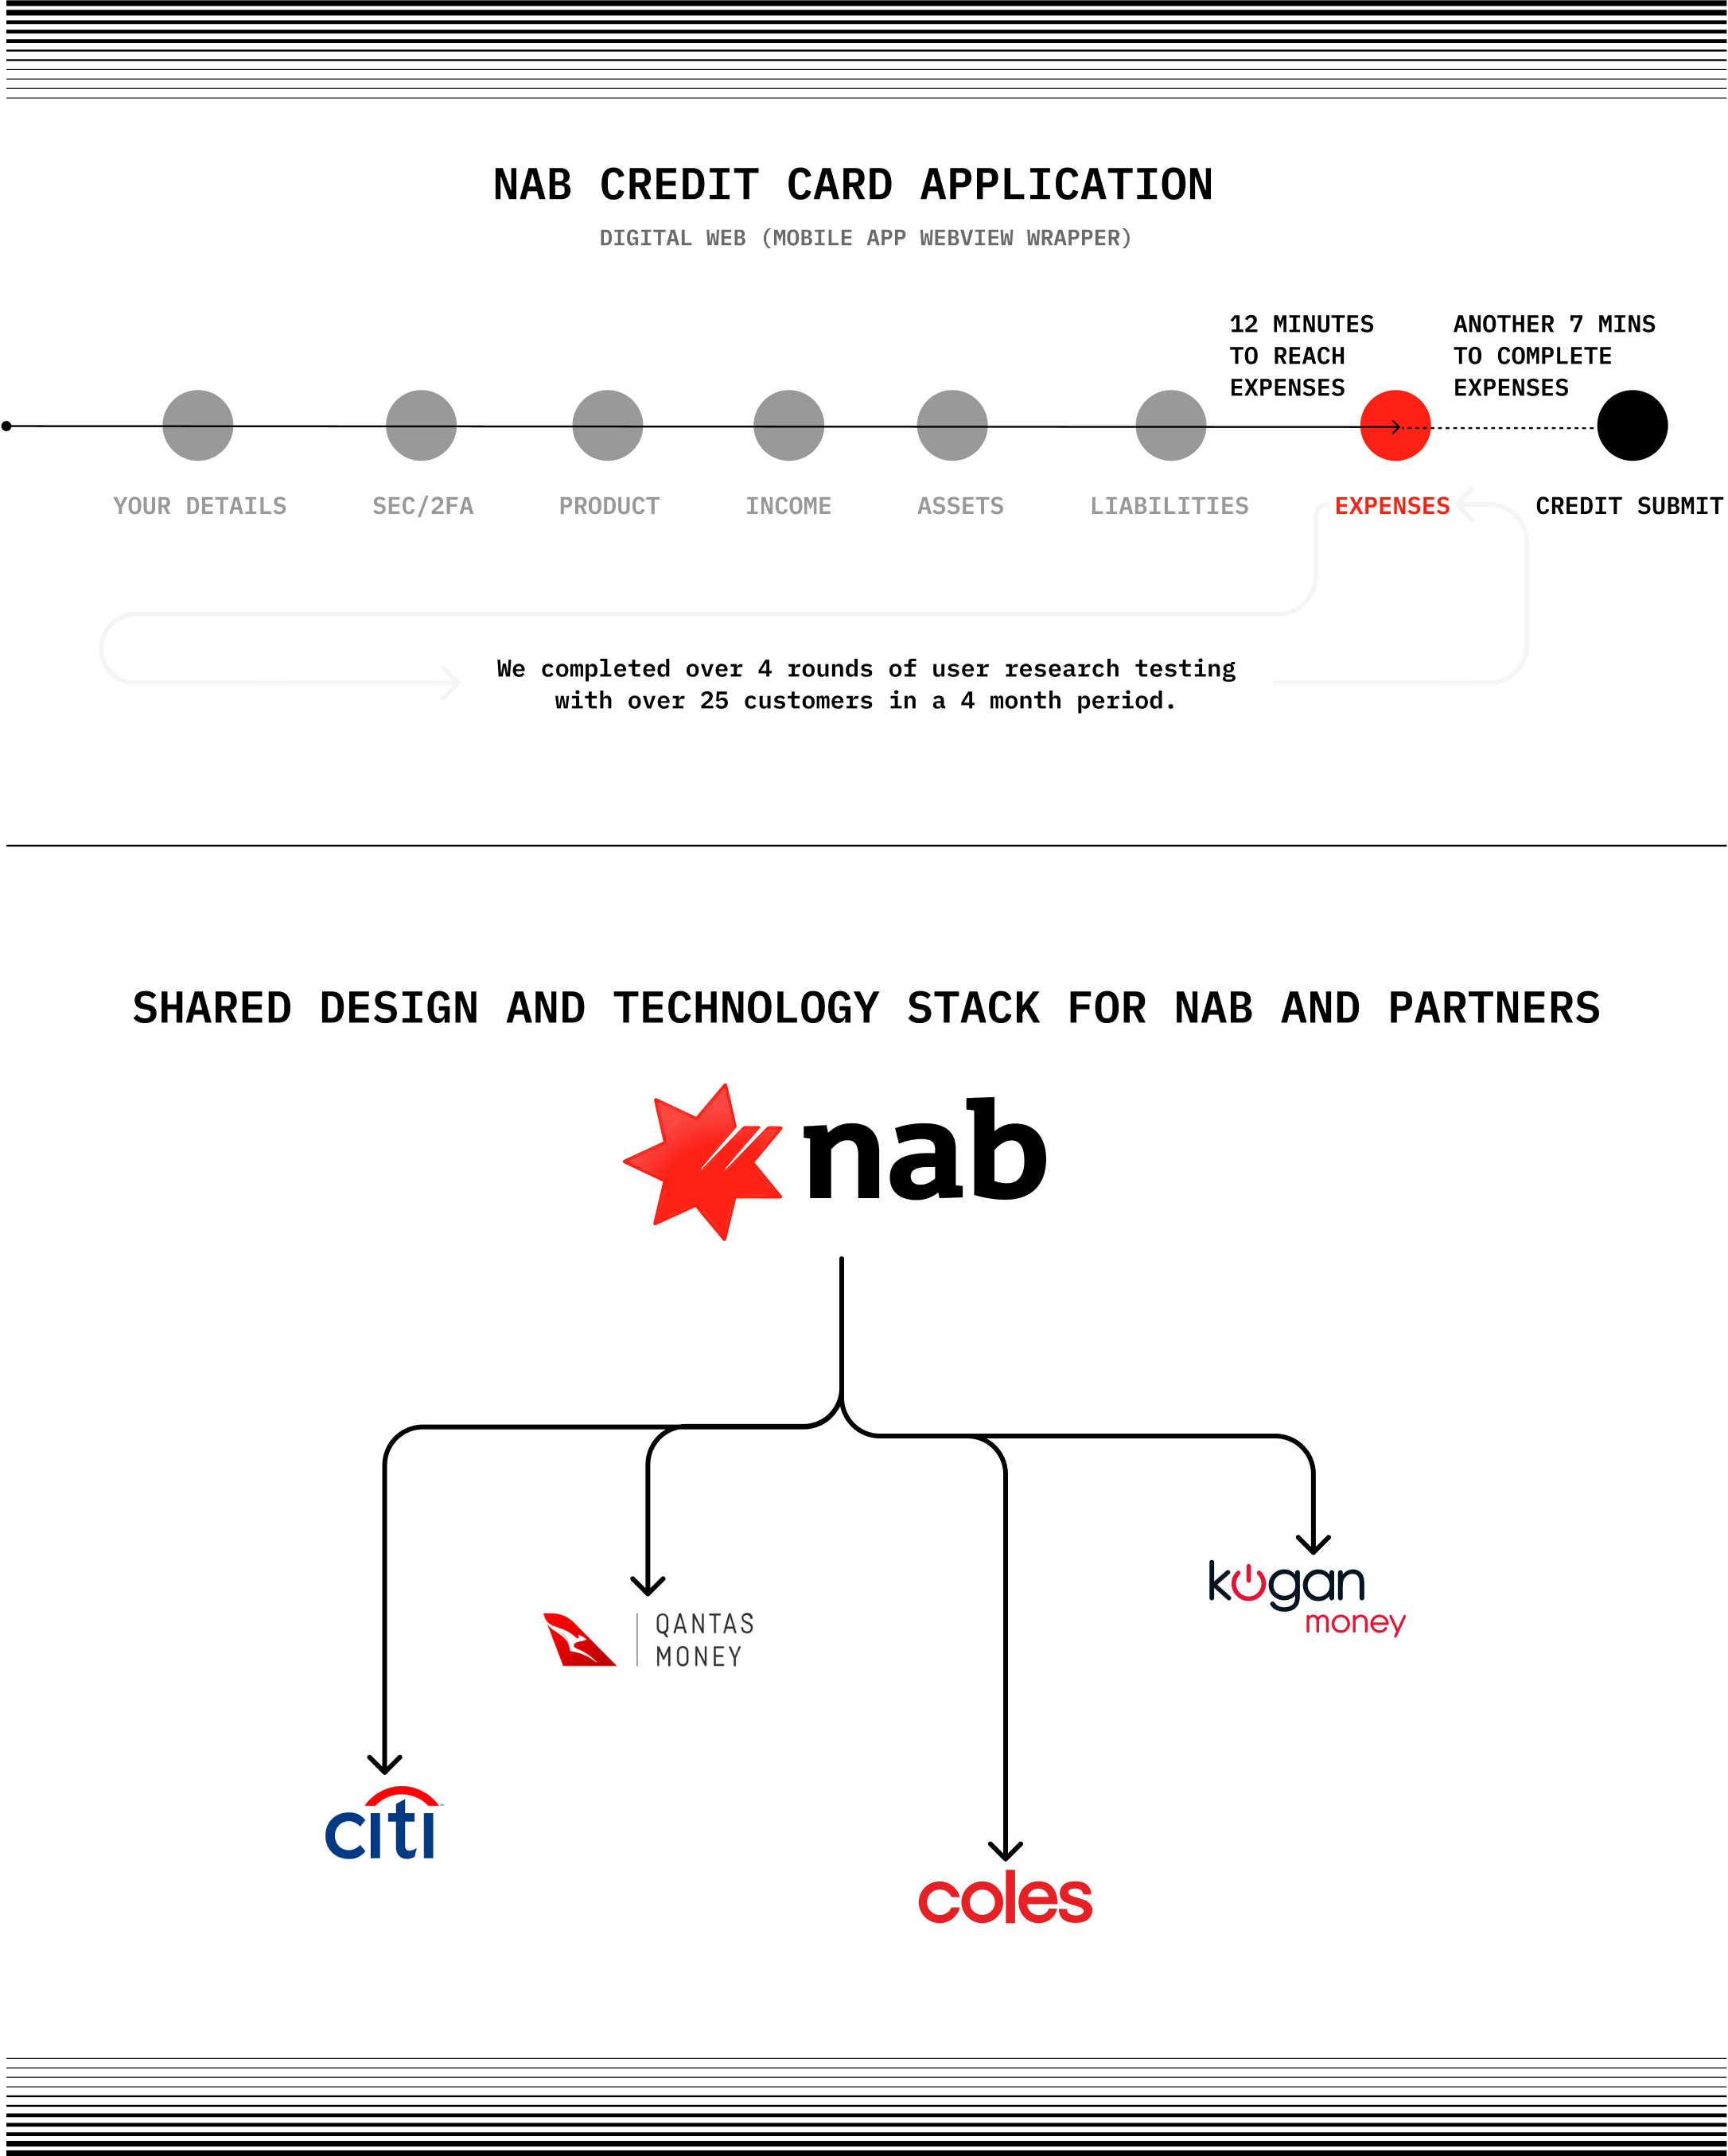 NAB CREDIT CARD APPLICATION
DIGITAL WEB (MOBILE APP WEBVIEW WRAPPER)
12 MINUTES
TO REACH
EXPENSES
ANOTHER 7 MINS
TO COMPLETE
EXPENSES
YOUR DETAILS
SEC/2FA
PRODUCT
INCOME
ASSETS
LIABILITIES
EXPENSES
CREDIT SUBMIT
We completed over 4 rounds of user research testing
with over 25 customers in a 4 month period.
SHARED DESIGN AND TECHNOLOGY STACK FOR NAB AND PARTNERS
nab
kogan
money
QANTAS
MONEY
citi
coles